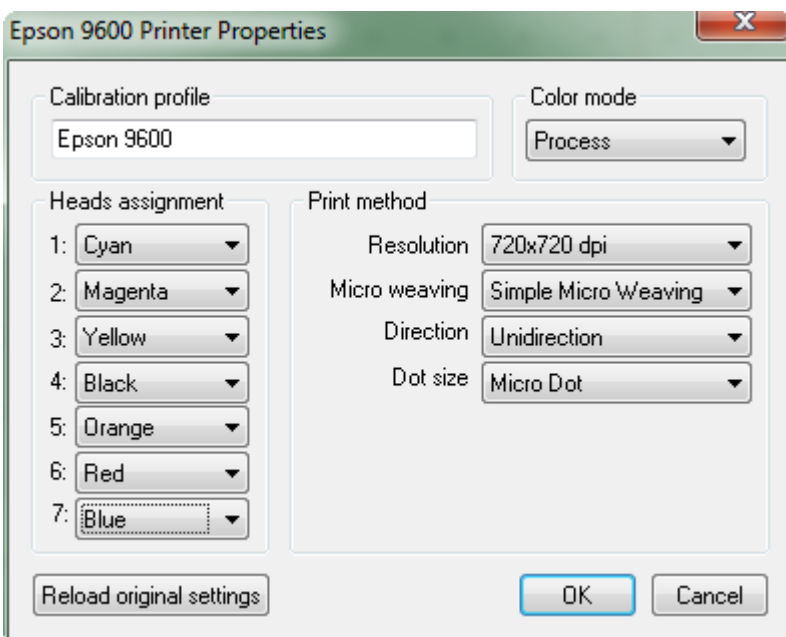 Epson 9600 Printer Properties
Calibration profile
Epson 9600
Color mode
Process
Heads assignment
1: Cyan
2: Magenta
3: Yellow
4: Black
5: Orange
6: Red
7: Blue
Print method
Resolution 720x720 dpi
Micro weaving Simple Micro Weaving
Direction Unidirection
Dot size Micro Dot
Reload original settings
OK
Cancel